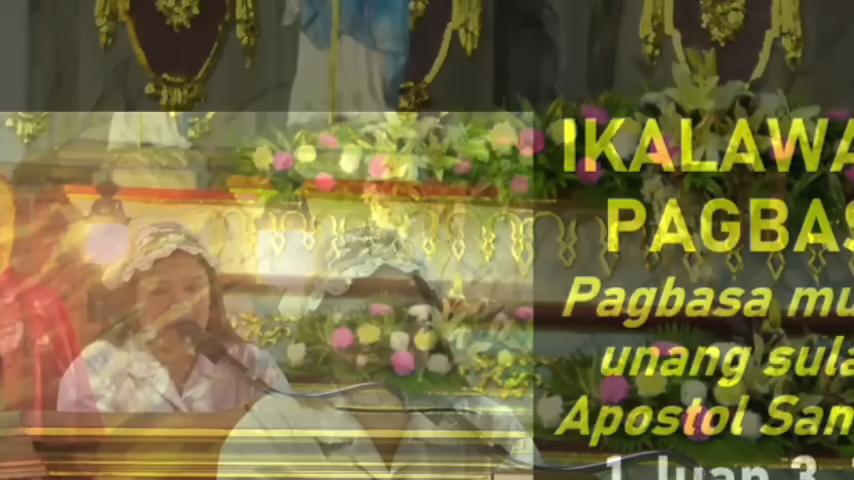 IKALAWA
PAGBAS
Pagbasa mu
unang sula
Apostol San
1 Juan 3